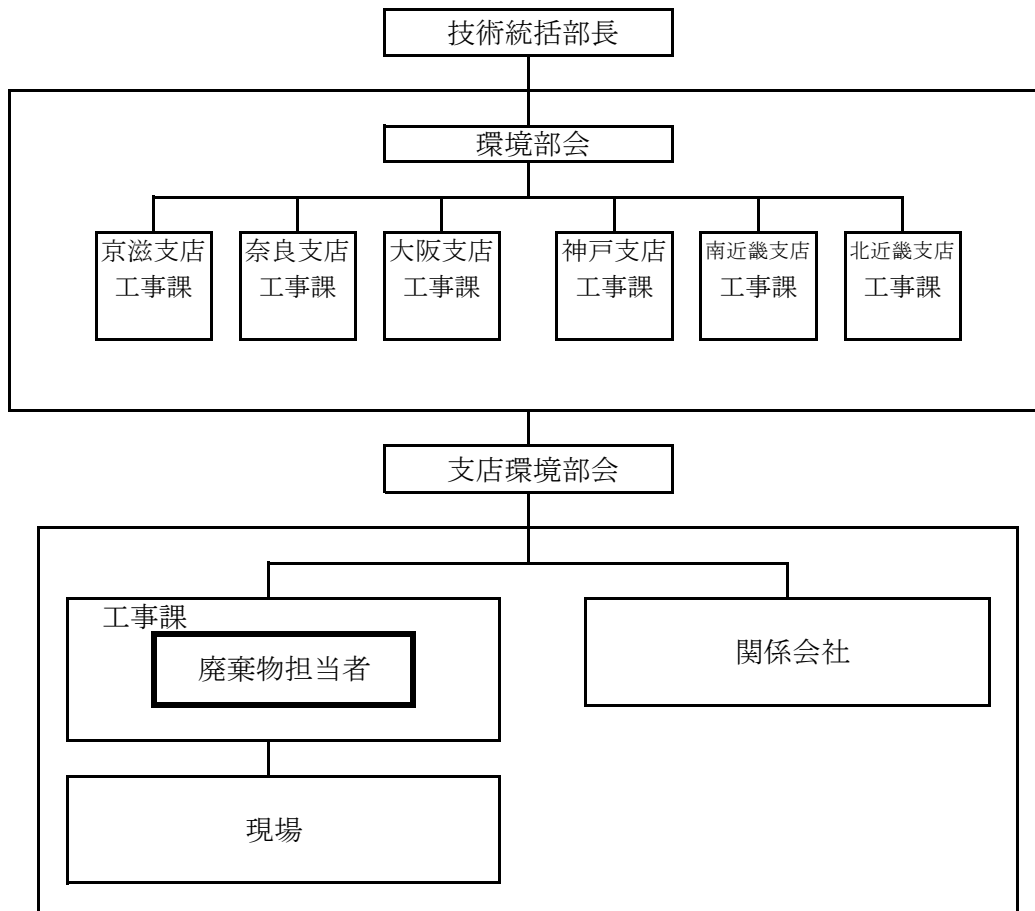 技術統括部長
環境部会
京滋支店
工事課
奈良支店
工事課
大阪支店
工事課
神戸支店
工事課
南近畿支店
工事課
北近畿支店
工事課
支店環境部会
工事課
廃棄物担当者
関係会社
現場